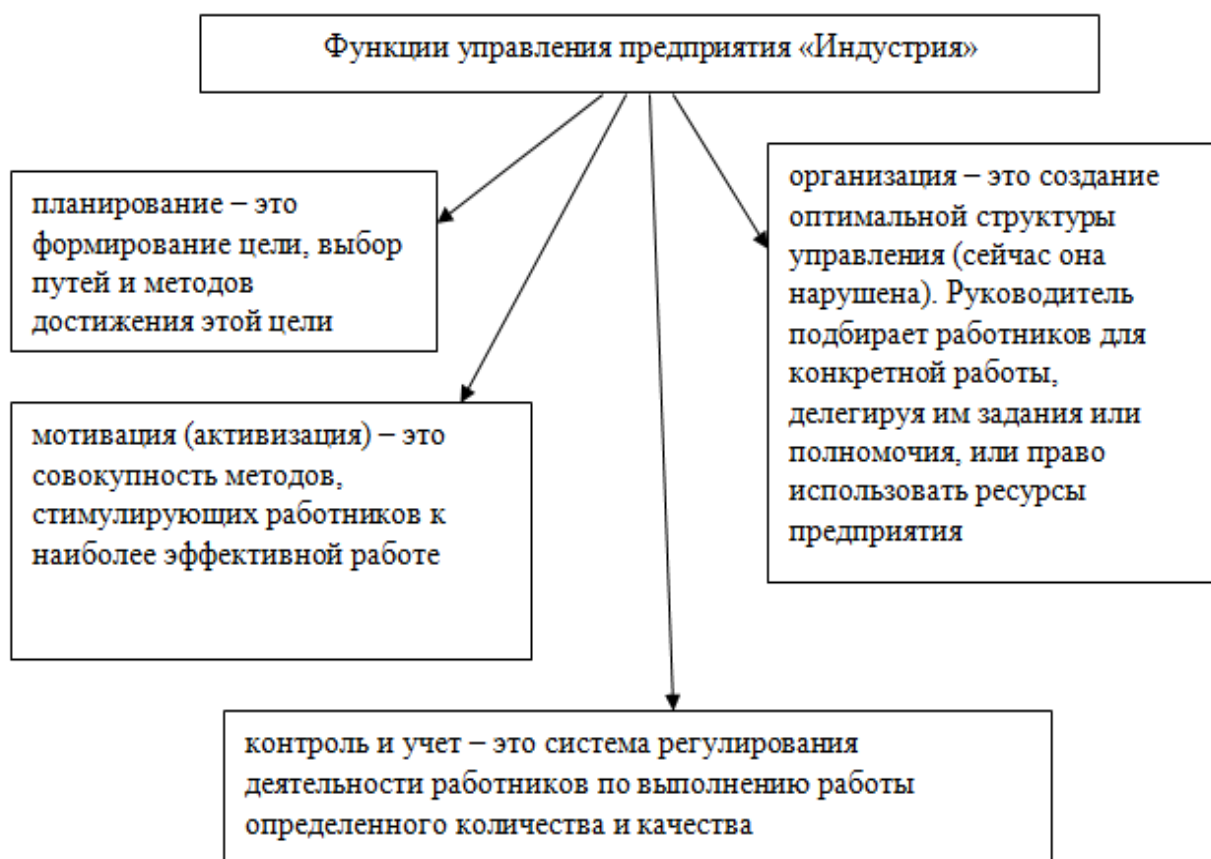 Функции управления предприятия «Индустрия»
планирование – это
формирование цели, выбор
путей и методов
достижения этой цели
организация – это создание
оптимальной структуры
управления (сейчас она
нарушена). Руководитель
подбирает работников для
конкретной работы,
делегируя им задания или
полномочия, или право
использовать ресурсы
предприятия
мотивация (активизация) – это
совокупность методов,
стимулирующих работников к
наиболее эффективной работе
контроль и учет – это система регулирования
деятельности работников по выполнению работы
определенного количества и качества